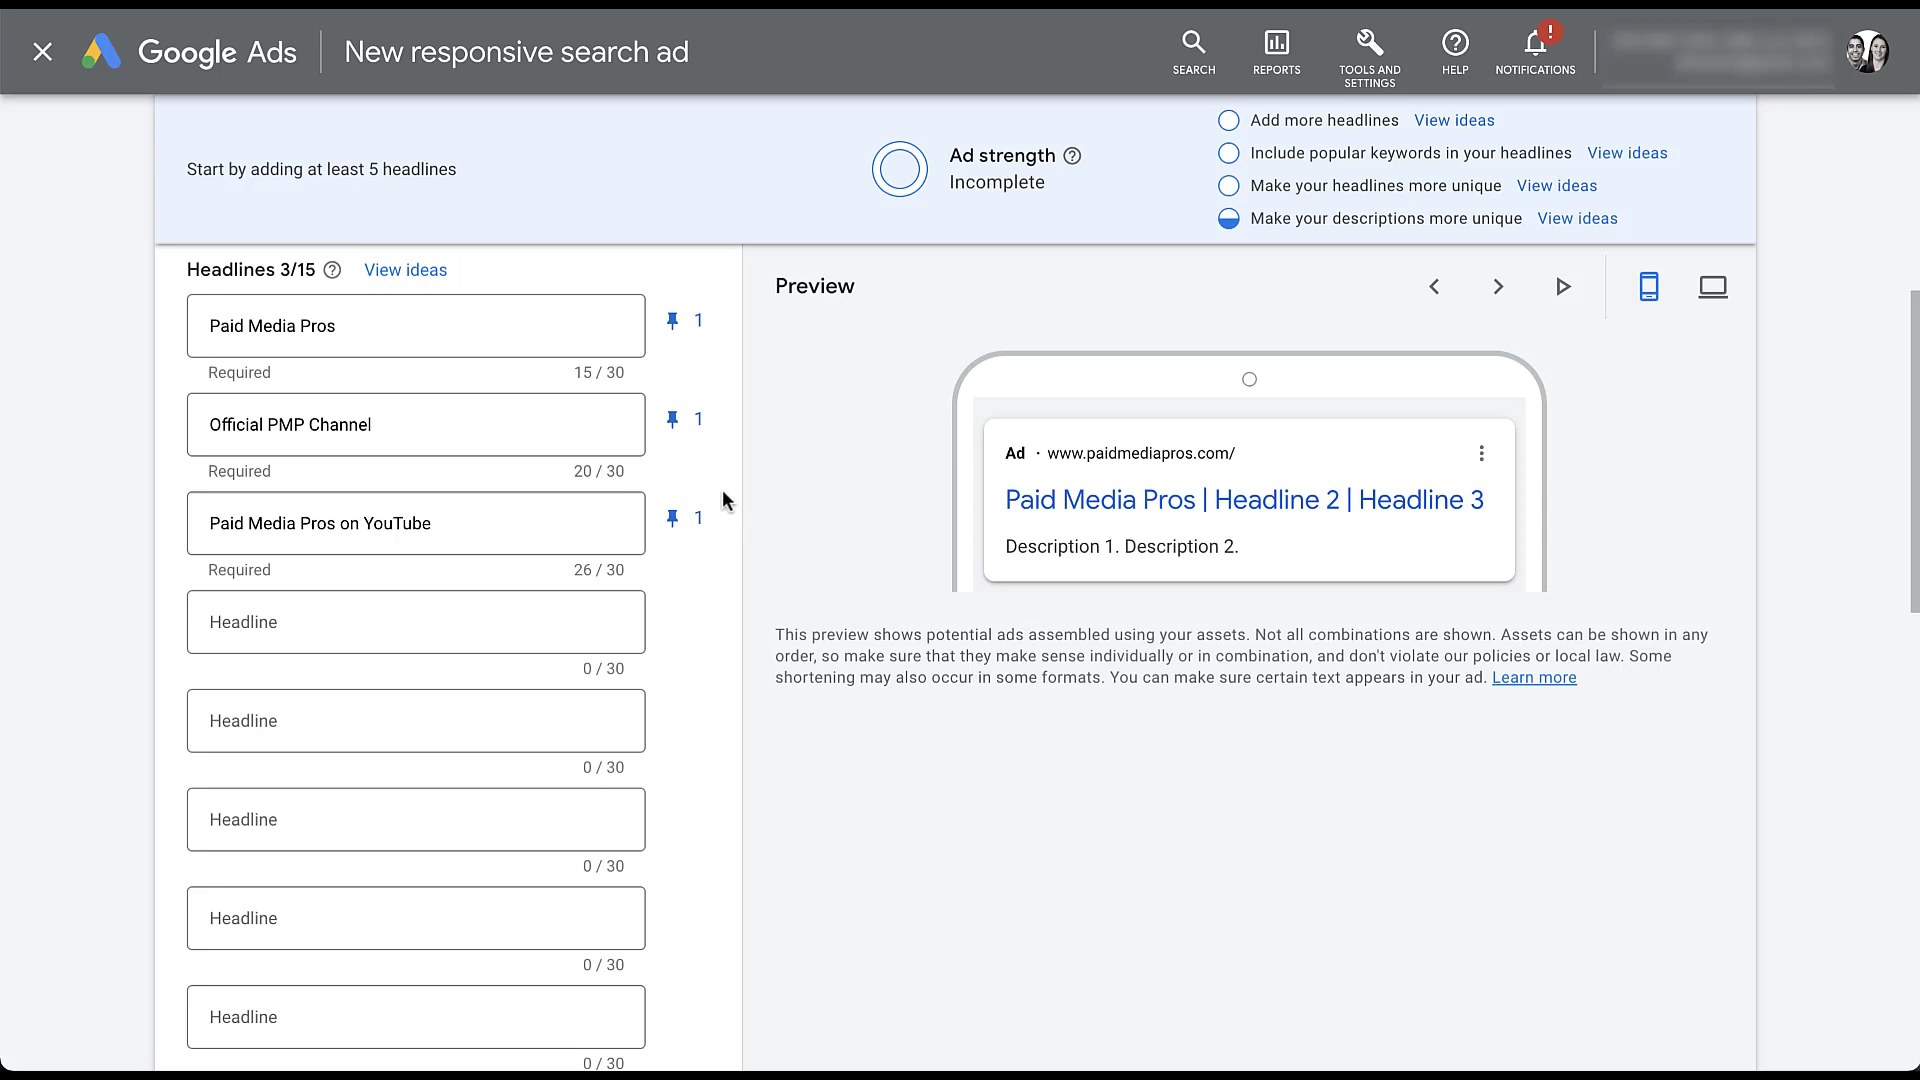 Google Ads
New responsive search ad
SEARCH
REPORTS
TOOLS AND
SETTINGS
HELP
!
NOTIFICATIONS
Start by adding at least 5 headlines
Ad strength ?
Incomplete
Add more headlines View ideas
Include popular keywords in your headlines View ideas
Make your headlines more unique View ideas
Make your descriptions more unique View ideas
Headlines 3/15 ? View ideas
Paid Media Pros
1
Required 15 / 30
Official PMP Channel
1
Required 20 / 30
Paid Media Pros on YouTube
1
Required 26 / 30
Headline
0 / 30
Headline
0 / 30
Headline
0 / 30
Headline
0 / 30
Headline
0 / 30
Preview
Ad · www.paidmediapros.com/
Paid Media Pros | Headline 2 | Headline 3
Description 1. Description 2.
This preview shows potential ads assembled using your assets. Not all combinations are shown. Assets can be shown in any
order, so make sure that they make sense individually or in combination, and don't violate our policies or local law. Some
shortening may also occur in some formats. You can make sure certain text appears in your ad. Learn more